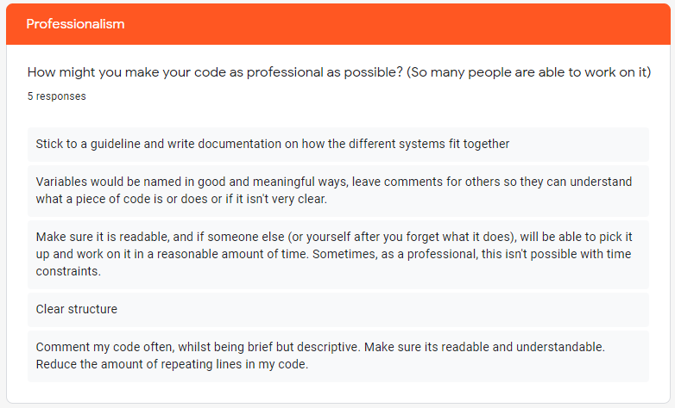 Professionalism
How might you make your code as professional as possible? (So many people are able to work on it)
5 responses
Stick to a guideline and write documentation on how the different systems fit together
Variables would be named in good and meaningful ways, leave comments for others so they can understand
what a piece of code is or does or if it isn't very clear.
Make sure it is readable, and if someone else (or yourself after you forget what it does), will be able to pick it
up and work on it in a reasonable amount of time. Sometimes, as a professional, this isn't possible with time
constraints.
Clear structure
Comment my code often, whilst being brief but descriptive. Make sure its readable and understandable.
Reduce the amount of repeating lines in my code.